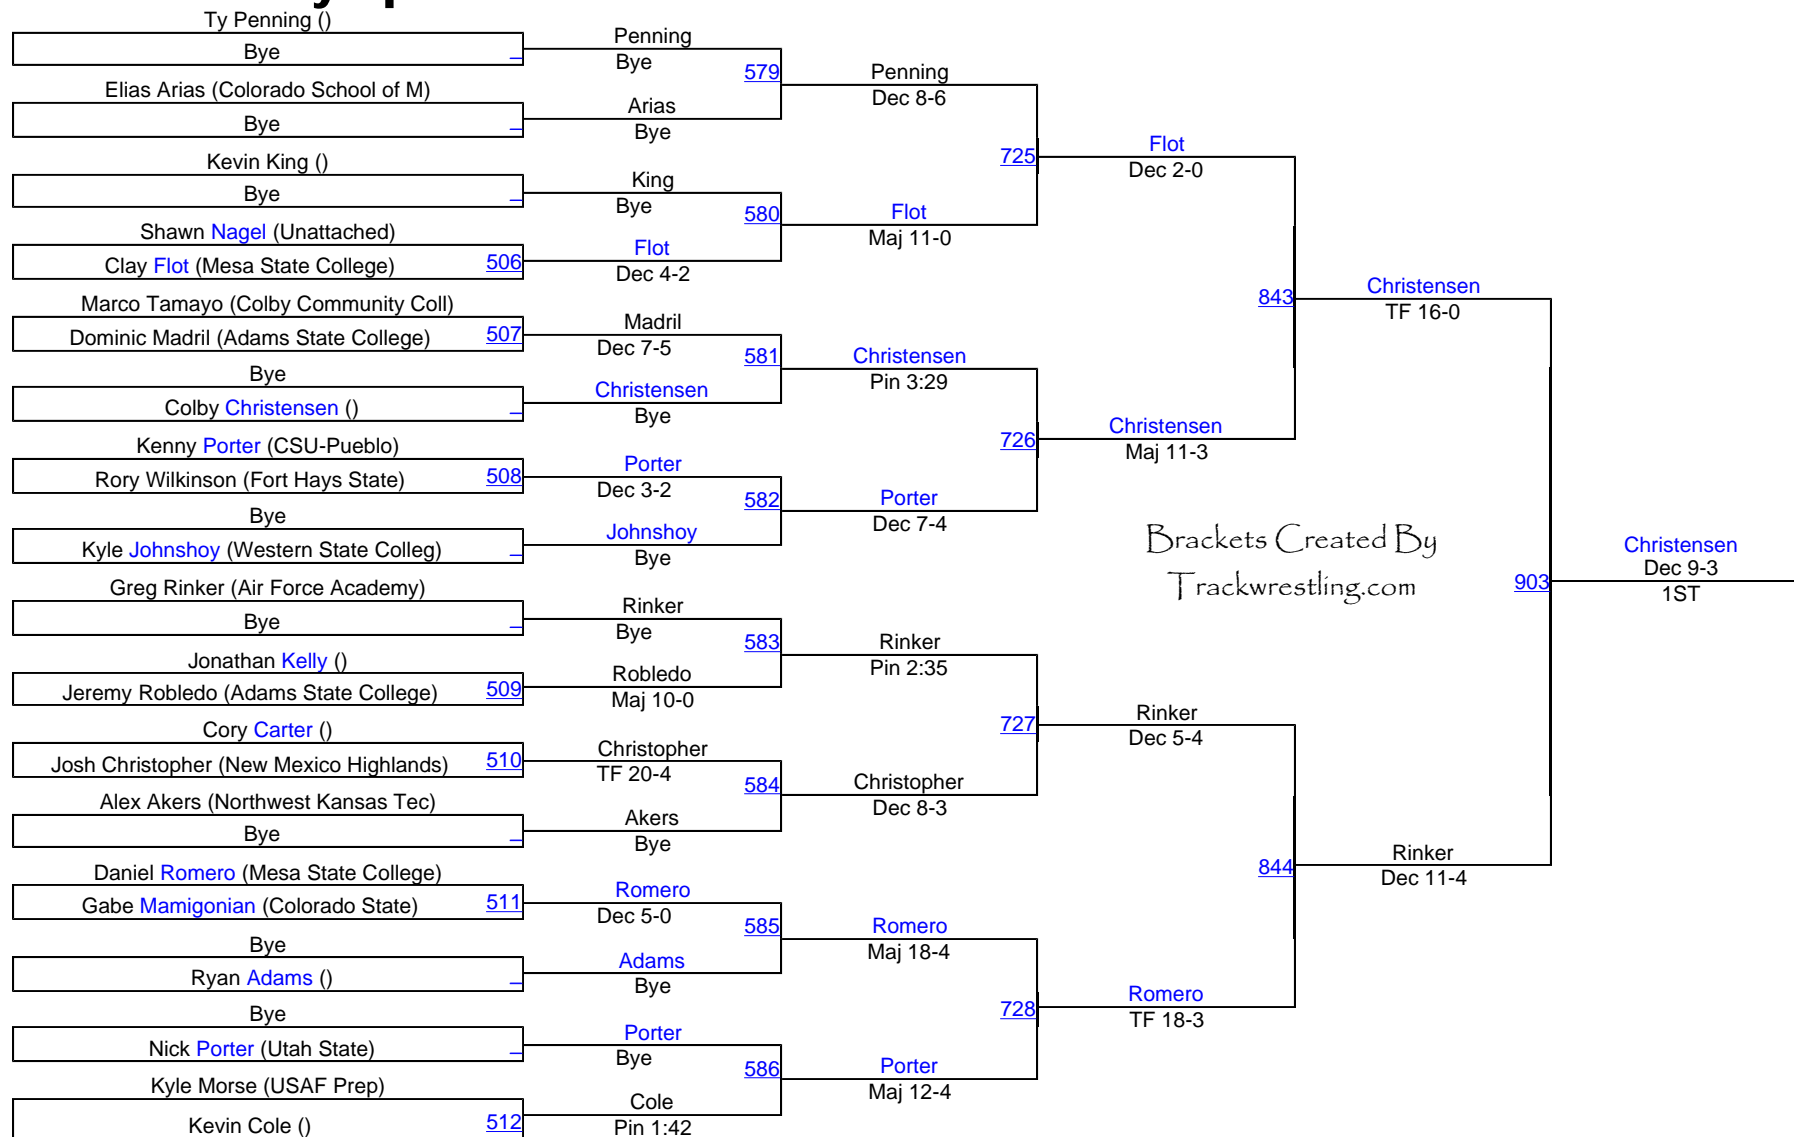 Ty Penning ()
Bye
Elias Arias (Colorado School of M)
Bye
Kevin King ()
Bye
Shawn Nagel (Unattached)
Clay Flot (Mesa State College) 506
Marco Tamayo (Colby Community Coll)
Dominic Madril (Adams State College) 507
Bye
Colby Christensen ()
Kenny Porter (CSU-Pueblo)
Rory Wilkinson (Fort Hays State) 508
Bye
Kyle Johnshoy (Western State Colleg)
Greg Rinker (Air Force Academy)
Bye
Jonathan Kelly ()
Jeremy Robledo (Adams State College) 509
Cory Carter ()
Josh Christopher (New Mexico Highlands) 510
Alex Akers (Northwest Kansas Tec)
Bye
Daniel Romero (Mesa State College)
Gabe Mamigonian (Colorado State) 511
Bye
Ryan Adams ()
Bye
Nick Porter (Utah State)
Kyle Morse (USAF Prep)
Kevin Cole () 512
Penning
Bye
579
Arias
Bye
King
Bye
580
Flot
Dec 4-2
Madril
Dec 7-5
581
Christensen
Bye
Porter
Dec 3-2
582
Johnshoy
Bye
Rinker
Bye
583
Robledo
Maj 10-0
Christopher
TF 20-4
584
Akers
Bye
Romero
Dec 5-0
585
Adams
Bye
Porter
Bye
586
Cole
Pin 1:42
Penning
Dec 8-6
725
Flot
Maj 11-0
Christensen
Pin 3:29
726
Porter
Dec 7-4
Rinker
Pin 2:35
727
Christopher
Dec 8-3
Romero
Maj 18-4
728
Porter
Maj 12-4
Flot
Dec 2-0
843
Christensen
Maj 11-3
Rinker
Dec 5-4
844
Romero
TF 18-3
Christensen
TF 16-0
903
Rinker
Dec 11-4
Christensen
Dec 9-3
1ST
Brackets Created By
Trackwrestling.com